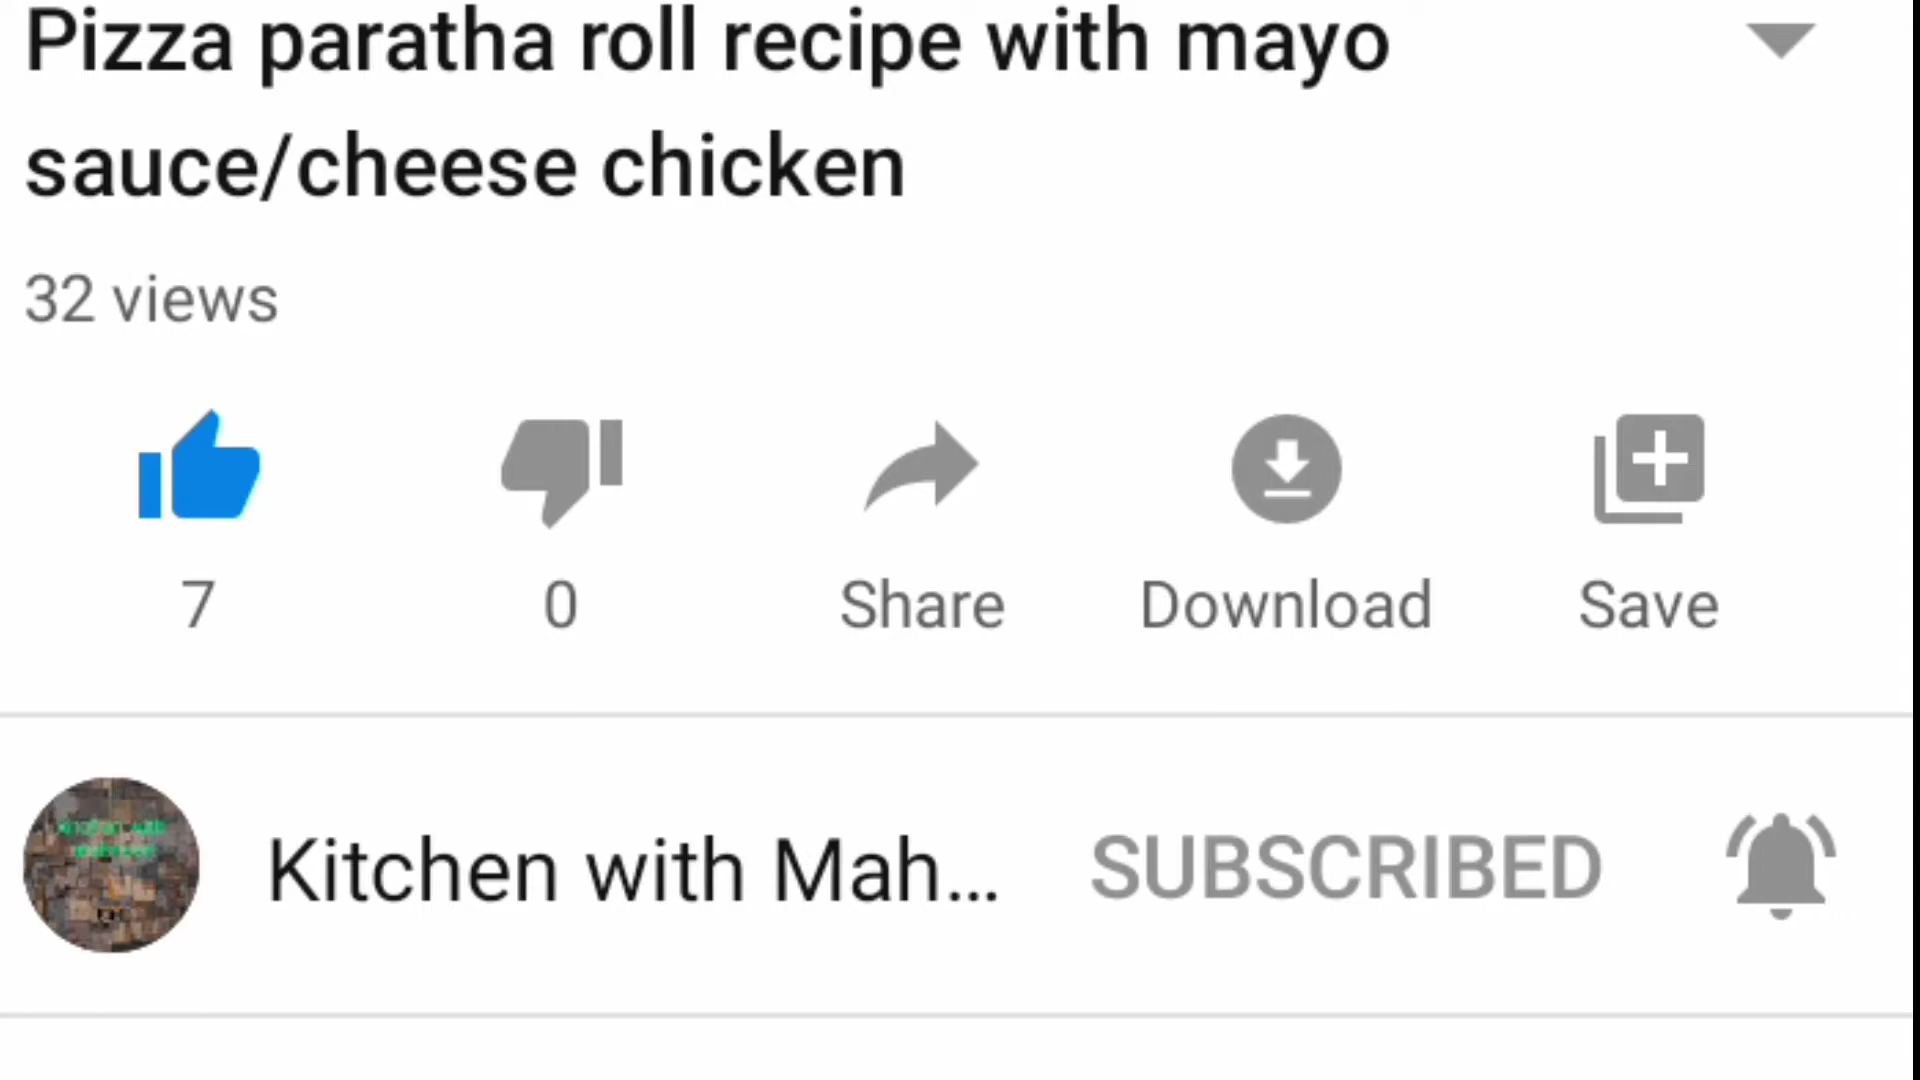 Pizza paratha roll recipe with mayo
sauce/cheese chicken
32 views
7
0
Share
Download
Save
Kitchen with Mah...
SUBSCRIBED